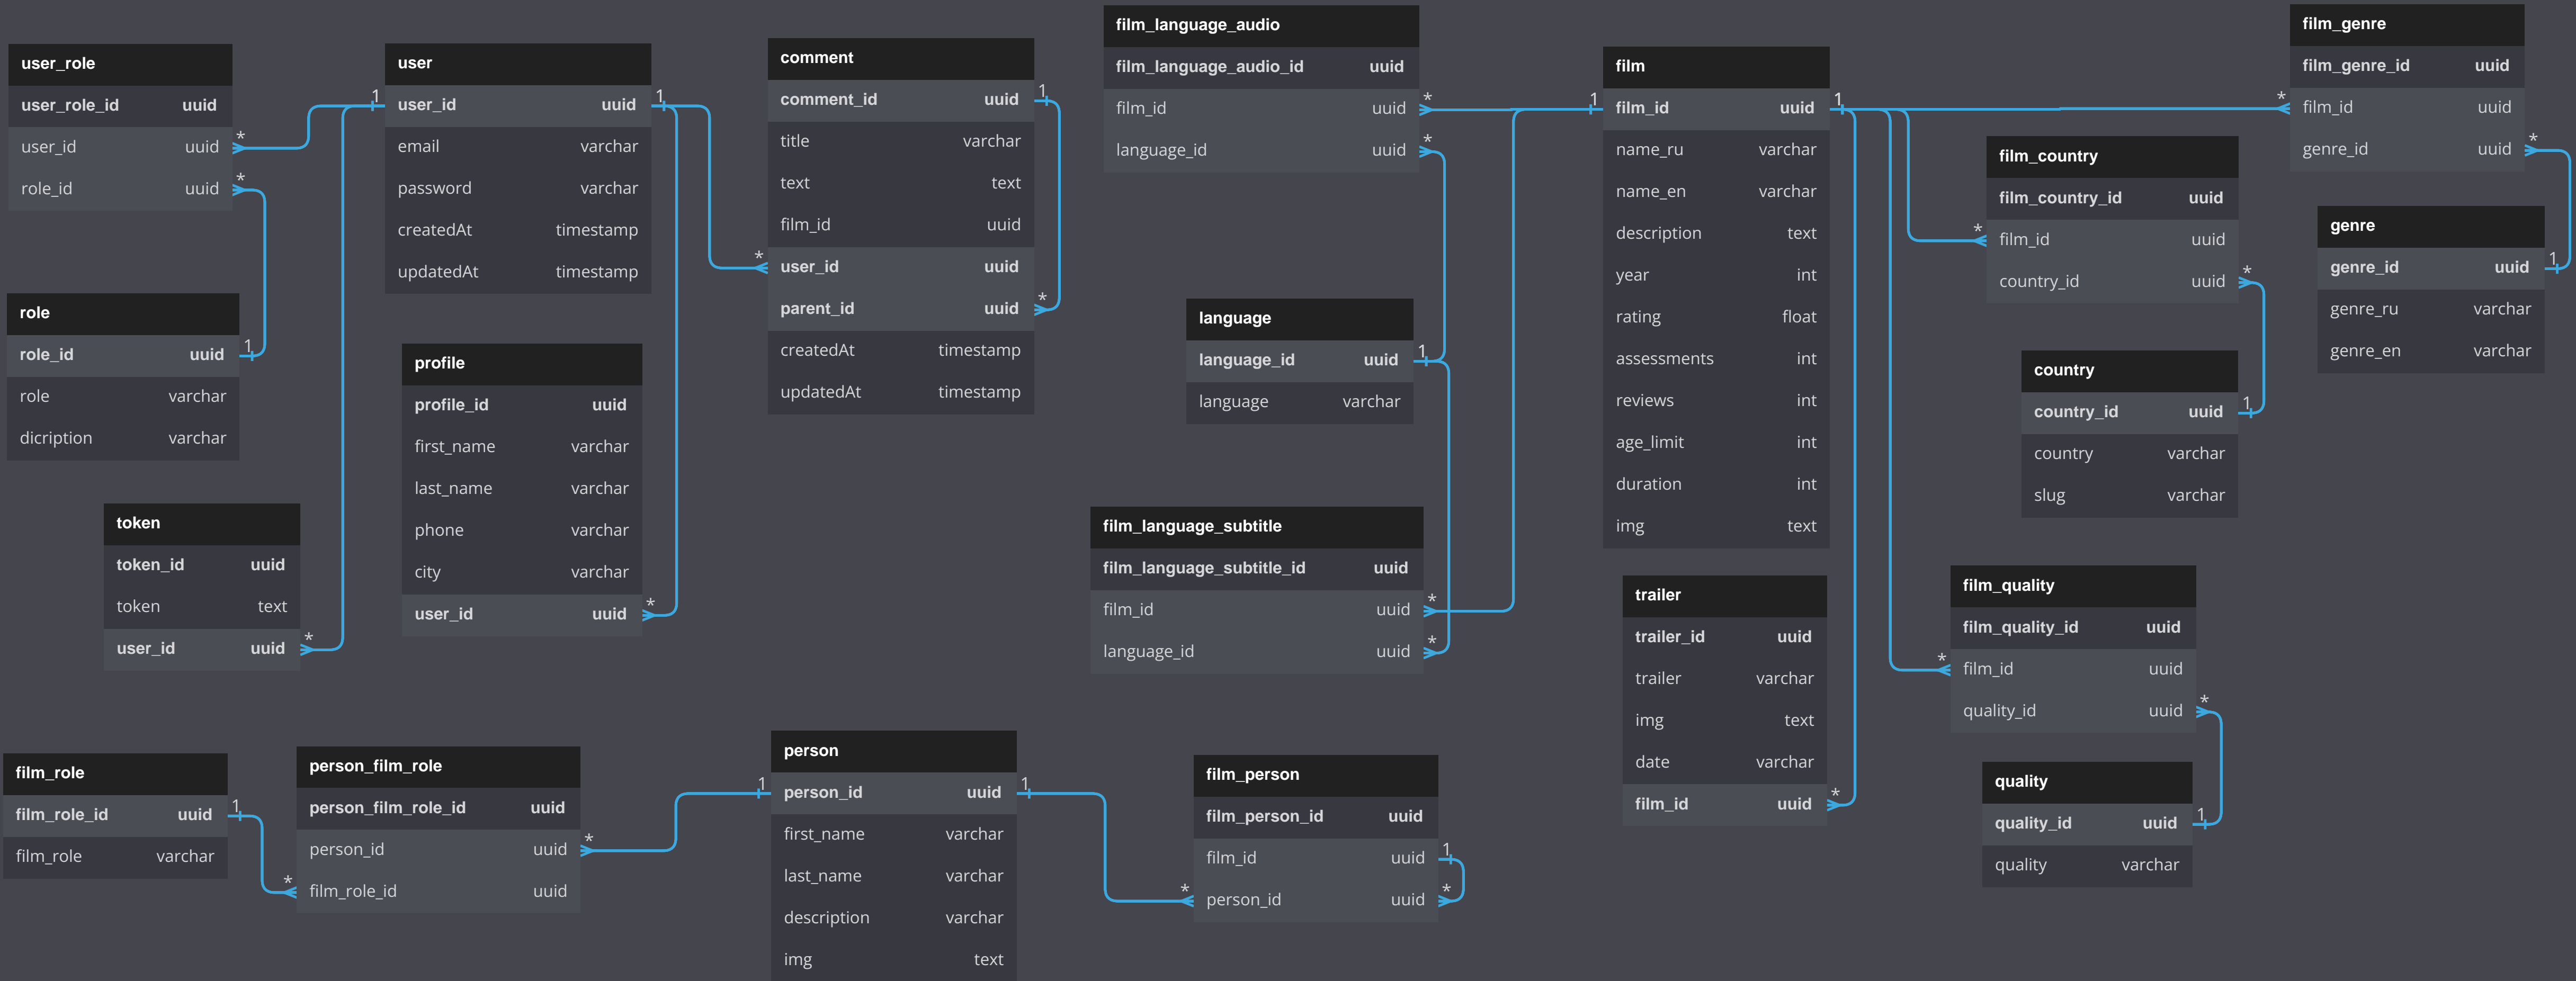 user_role
user_role_id uuid
user_id uuid
role_id uuid
role
role_id uuid
role varchar
dicription varchar
token
token_id uuid
token text
user_id uuid
user
user_id uuid
email varchar
password varchar
createdAt timestamp
updatedAt timestamp
profile
profile_id uuid
first_name varchar
last_name varchar
phone varchar
city varchar
user_id uuid
comment
comment_id uuid
title varchar
text text
film_id uuid
user_id uuid
parent_id uuid
createdAt timestamp
updatedAt timestamp
film_language_audio
film_language_audio_id uuid
film_id uuid
language_id uuid
language
language_id uuid
language varchar
film_language_subtitle
film_language_subtitle_id uuid
film_id uuid
language_id uuid
film
film_id uuid
name_ru varchar
name_en varchar
description text
year int
rating float
assessments int
reviews int
age_limit int
duration int
img text
trailer
trailer_id uuid
trailer varchar
img text
date varchar
film_id uuid
film_genre
film_genre_id uuid
film_id uuid
genre_id uuid
genre
genre_id uuid
genre_ru varchar
genre_en varchar
film_country
film_country_id uuid
film_id uuid
country_id uuid
country
country_id uuid
country varchar
slug varchar
film_quality
film_quality_id uuid
film_id uuid
quality_id uuid
quality
quality_id uuid
quality varchar
film_role
film_role_id uuid
film_role varchar
person_film_role
person_film_role_id uuid
person_id uuid
film_role_id uuid
person
person_id uuid
first_name varchar
last_name varchar
description varchar
img text
film_person
film_person_id uuid
film_id uuid
person_id uuid